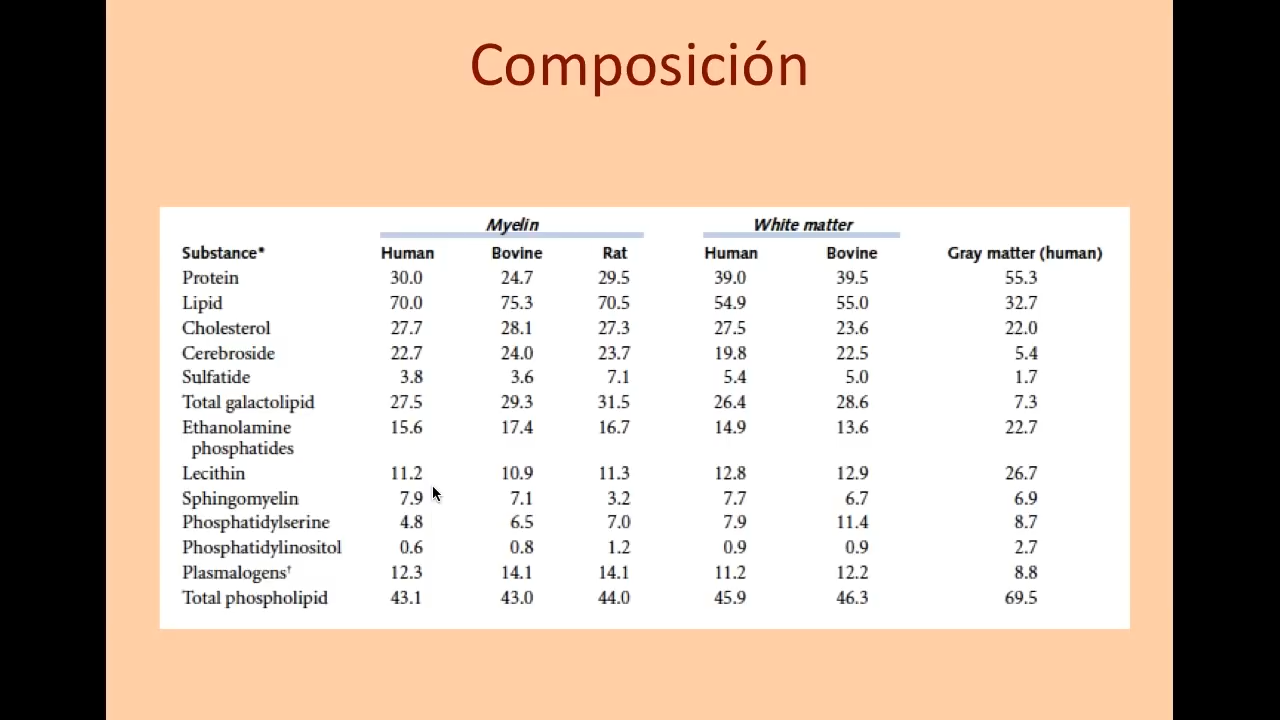 Composición
Myelin White matter
Substance* Human Bovine Rat Human Bovine Gray matter (human)
Protein 30.0 24.7 29.5 39.0 39.5 55.3
Lipid 70.0 75.3 70.5 54.9 55.0 32.7
Cholesterol 27.7 28.1 27.3 27.5 23.6 22.0
Cerebroside 22.7 24.0 23.7 19.8 22.5 5.4
Sulfatide 3.8 3.6 7.1 5.4 5.0 1.7
Total galactolipid 27.5 29.3 31.5 26.4 28.6 7.3
Ethanolamine 15.6 17.4 16.7 14.9 13.6 22.7
phosphatides
Lecithin 11.2 10.9 11.3 12.8 12.9 26.7
Sphingomyelin 7.9 7.1 3.2 7.7 6.7 6.9
Phosphatidylserine 4.8 6.5 7.0 7.9 11.4 8.7
Phosphatidylinositol 0.6 0.8 1.2 0.9 0.9 2.7
Plasmalogens† 12.3 14.1 14.1 11.2 12.2 8.8
Total phospholipid 43.1 43.0 44.0 45.9 46.3 69.5